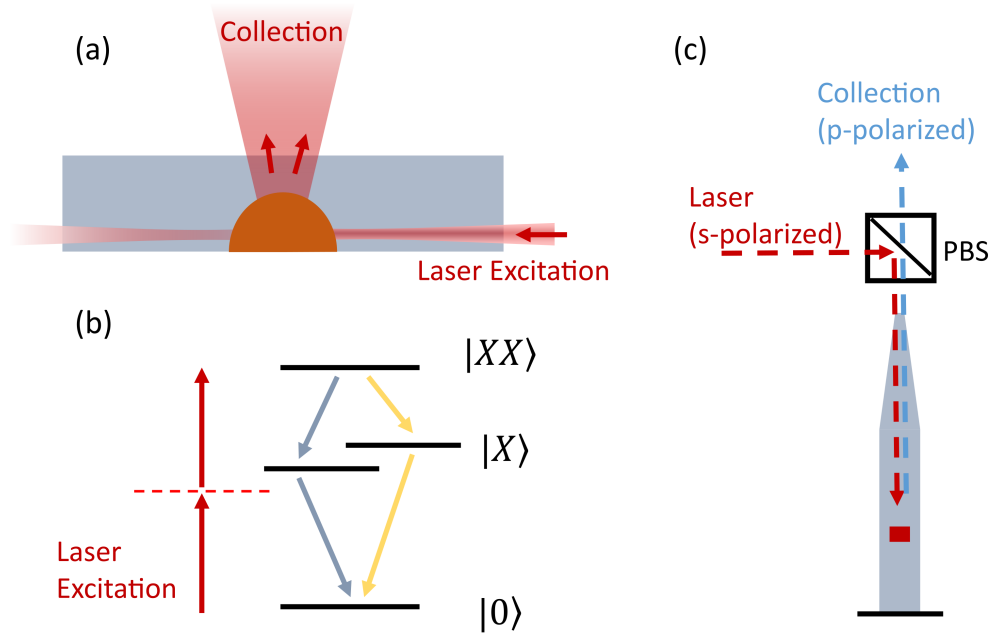 (a)
Collection
Laser Excitation
(b)
|XX⟩
|X⟩
|0⟩
Laser
Excitation
(c)
Collection
(p-polarized)
Laser
(s-polarized)
PBS